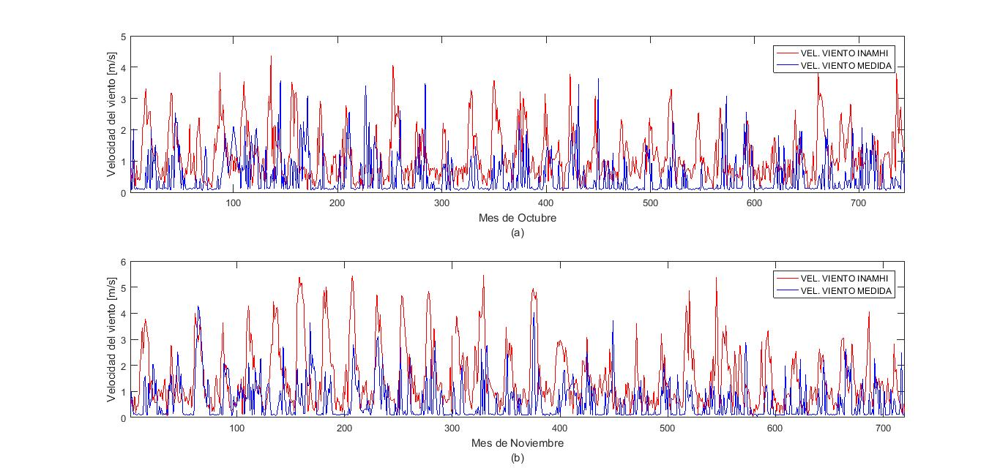 5
4
3
2
1
0
Velocidad del viento [m/s]
VEL. VIENTO INAMHI
VEL. VIENTO MEDIDA
100 200 300 400 500 600 700
Mes de Octubre
(a)
6
5
4
3
2
1
0
Velocidad del viento [m/s]
VEL. VIENTO INAMHI
VEL. VIENTO MEDIDA
100 200 300 400 500 600 700
Mes de Noviembre
(b)